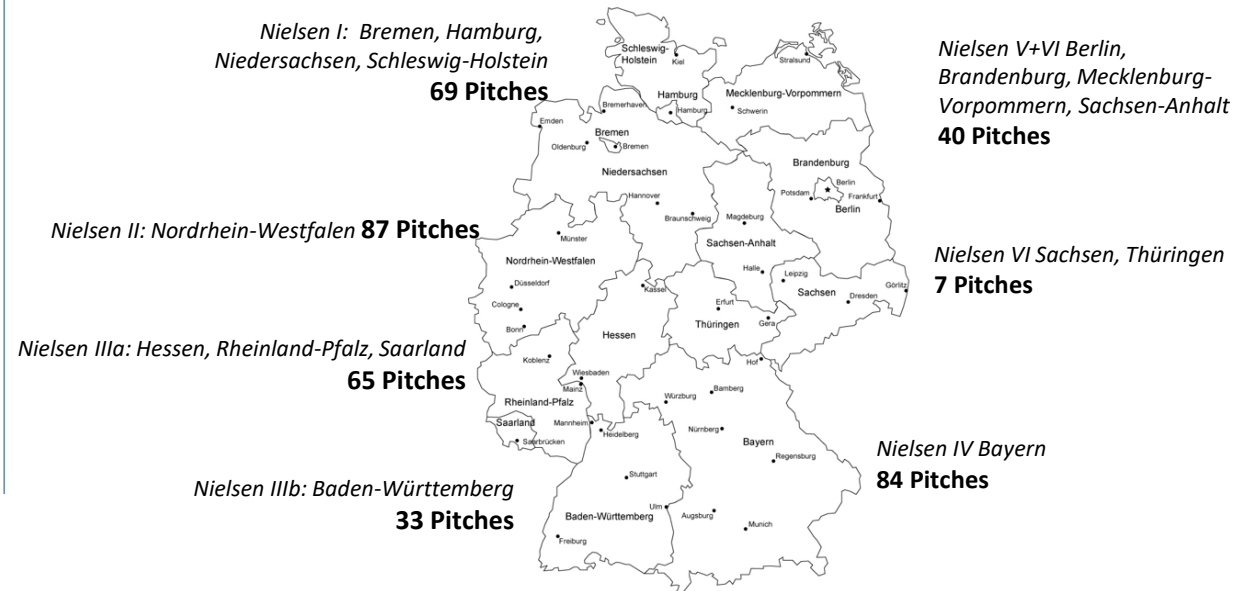 Nielsen I:  Bremen, Hamburg,
Niedersachsen, Schleswig-Holstein
69 Pitches
Nielsen V+VI Berlin,
Brandenburg, Mecklenburg-
Vorpommern, Sachsen-Anhalt
40 Pitches
Nielsen II: Nordrhein-Westfalen 87 Pitches
Nielsen VI Sachsen, Thüringen
7 Pitches
Nielsen IIIa: Hessen, Rheinland-Pfalz, Saarland
65 Pitches
Nielsen IV Bayern
84 Pitches
Nielsen IIIb: Baden-Württemberg
33 Pitches
Schleswig-
Holstein
Kiel
Stralsund
Mecklenburg-Vorpommern
Hamburg
Hamburg
Schwerin
Bremerhaven
Emden
Bremen
Oldenburg
Bremen
Niedersachsen
Brandenburg
Berlin
Potsdam
Frankfurt
Berlin
Hannover
Braunschweig
Magdeburg
Sachsen-Anhalt
Münster
Nordrhein-Westfalen
Halle
Leipzig
Sachsen
Görlitz
Dresden
Düsseldorf
Kassel
Cologne
Erfurt
Bonn
Thüringen
Gera
Hessen
Koblenz
Hof
Wiesbaden
Mainz
Bamberg
Rheinland-Pfalz
Würzburg
Saarland
Mannheim
Heidelberg
Nürnberg
Saarbrücken
Bayern
Regensburg
Stuttgart
Ulm
Baden-Württemberg
Augsburg
Munich
Freiburg